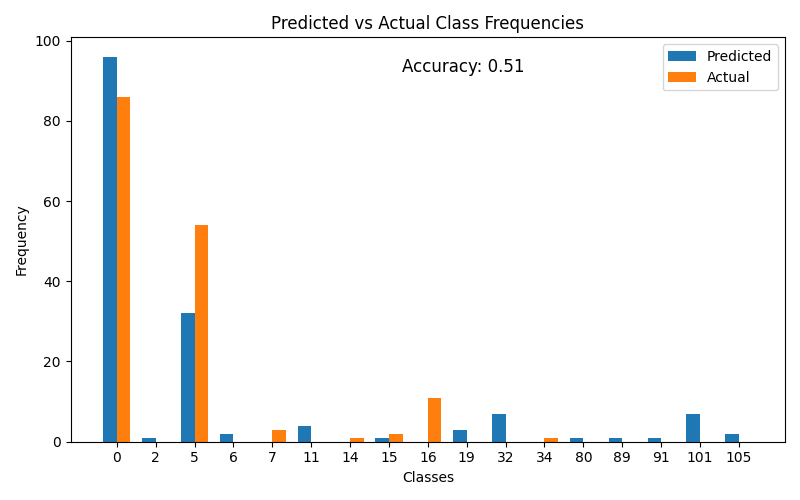 Predicted vs Actual Class Frequencies
Accuracy: 0.51
Predicted
Actual
100
80
60
40
20
0
Frequency
0 2 5 6 7 11 14 15 16 19 32 34 80 89 91 101 105
Classes